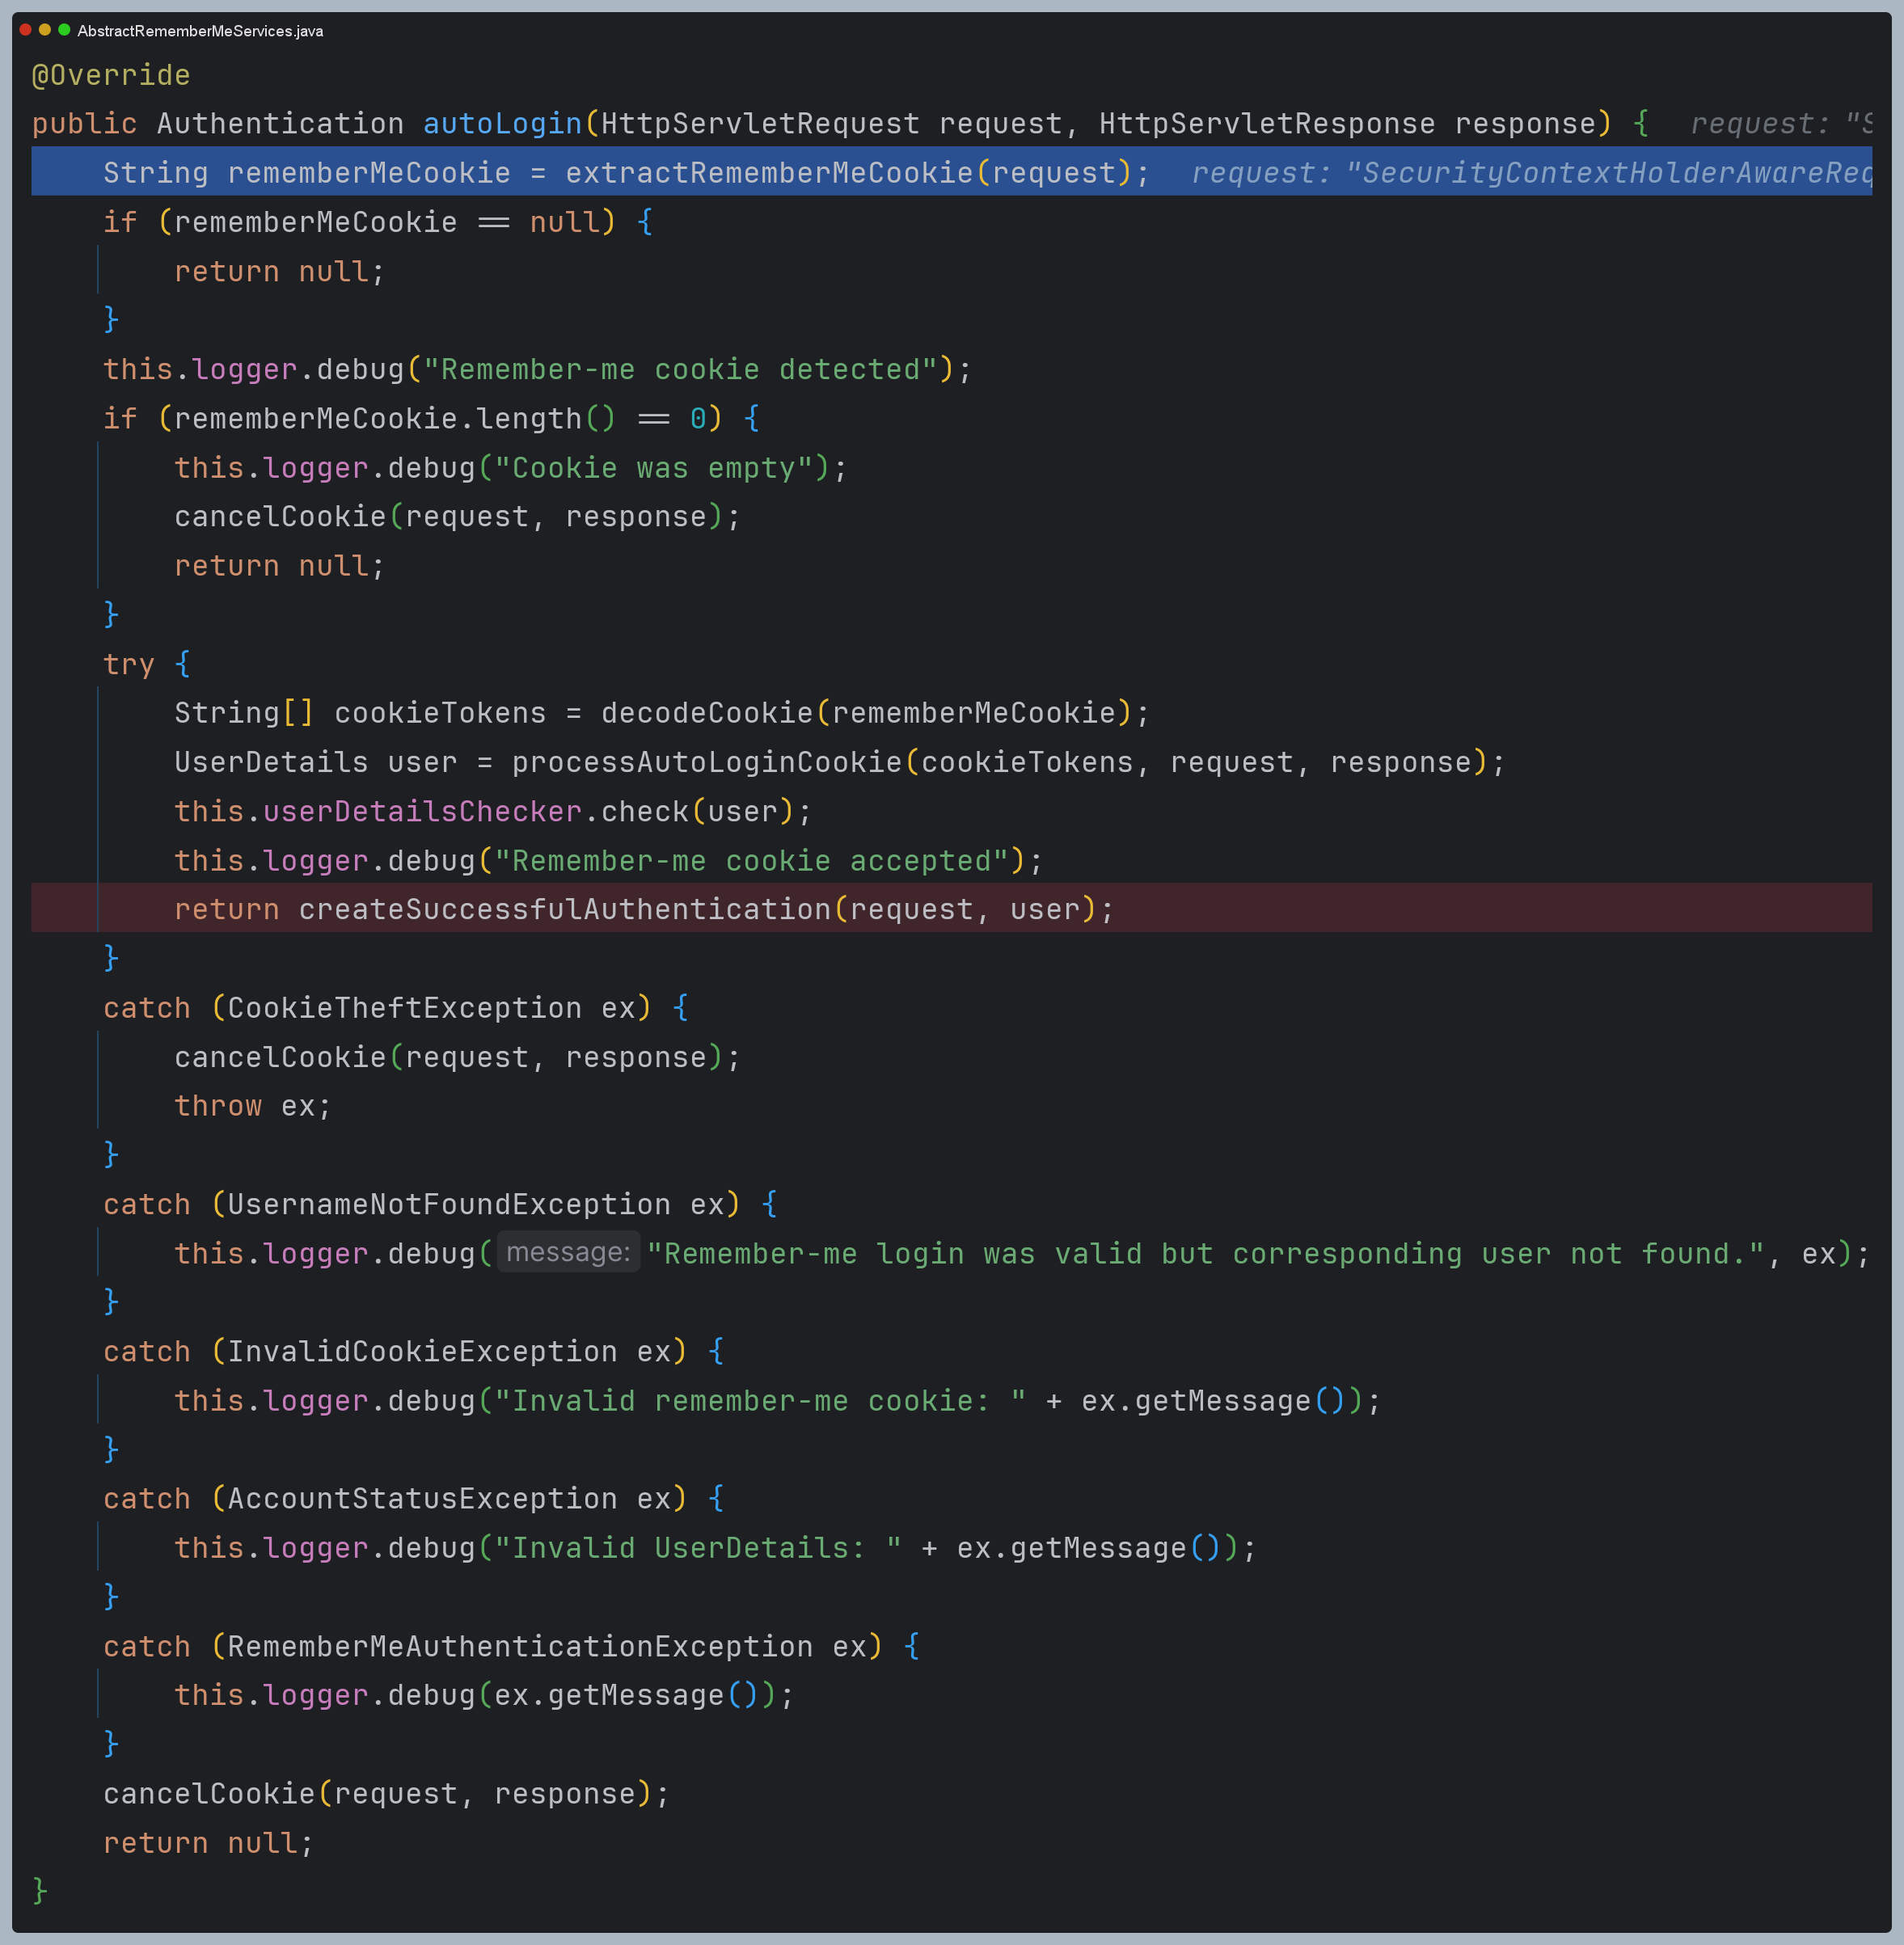 AbstractRememberMeServices.java
@Override
public Authentication autoLogin(HttpServletRequest request, HttpServletResponse response) {   request: "S
    String rememberMeCookie = extractRememberMeCookie(request);   request: "SecurityContextHolderAwareReq
    if (rememberMeCookie == null) {
        return null;
    }
    this.logger.debug("Remember-me cookie detected");
    if (rememberMeCookie.length() == 0) {
        this.logger.debug("Cookie was empty");
        cancelCookie(request, response);
        return null;
    }
    try {
        String[] cookieTokens = decodeCookie(rememberMeCookie);
        UserDetails user = processAutoLoginCookie(cookieTokens, request, response);
        this.userDetailsChecker.check(user);
        this.logger.debug("Remember-me cookie accepted");
        return createSuccessfulAuthentication(request, user);
    }
    catch (CookieTheftException ex) {
        cancelCookie(request, response);
        throw ex;
    }
    catch (UsernameNotFoundException ex) {
        this.logger.debug( message: "Remember-me login was valid but corresponding user not found.", ex);
    }
    catch (InvalidCookieException ex) {
        this.logger.debug("Invalid remember-me cookie: " + ex.getMessage());
    }
    catch (AccountStatusException ex) {
        this.logger.debug("Invalid UserDetails: " + ex.getMessage());
    }
    catch (RememberMeAuthenticationException ex) {
        this.logger.debug(ex.getMessage());
    }
    cancelCookie(request, response);
    return null;
}